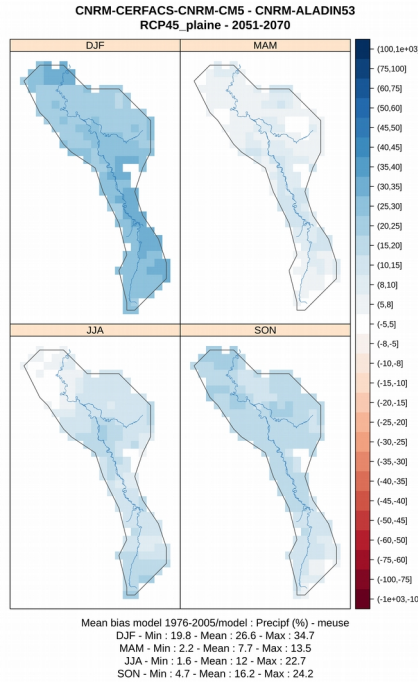 CNRM-CERFACS-CNRM-CM5 - CNRM-ALADIN53
RCP45_plaine - 2051-2070
DJF
MAM
JJA
SON
(100,1e+03
(75,100]
(60,75]
(50,60]
(45,50]
(40,45]
(35,40]
(30,35]
(25,30]
(20,25]
(15,20]
(10,15]
(8,10]
(5,8]
(-5,5]
(-8,-5]
(-10,-8]
(-15,-10]
(-20,-15]
(-25,-20]
(-30,-25]
(-35,-30]
(-40,-35]
(-45,-40]
(-50,-45]
(-60,-50]
(-75,-60]
(-100,-75]
(-1e+03,-10
Mean bias model 1976-2005/model : Precipf (%) - meuse
DJF - Min : 19.8 - Mean : 26.6 - Max : 34.7
MAM - Min : 2.2 - Mean : 7.7 - Max : 13.5
JJA - Min : 1.6 - Mean : 12 - Max : 22.7
SON - Min : 4.7 - Mean : 16.2 - Max : 24.2